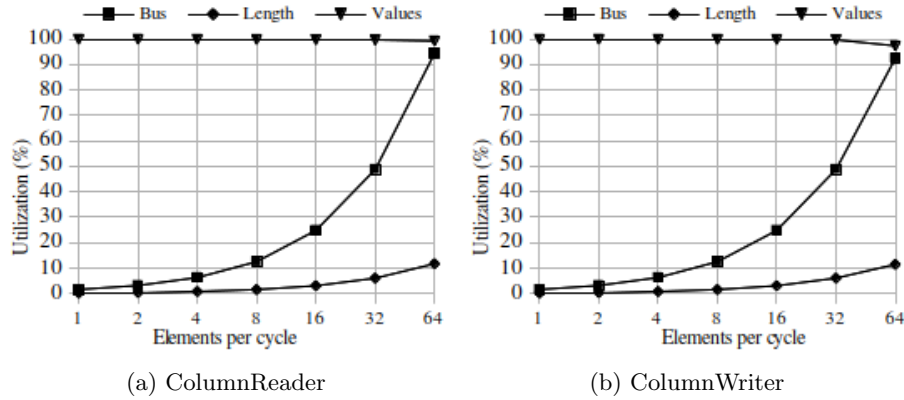 Bus Length Values
100
90
80
70
60
50
40
30
20
10
0
Utilization (%)
1 2 4 8 16 32 64
Elements per cycle
(a) ColumnReader
Bus Length Values
100
90
80
70
60
50
40
30
20
10
0
Utilization (%)
1 2 4 8 16 32 64
Elements per cycle
(b) ColumnWriter